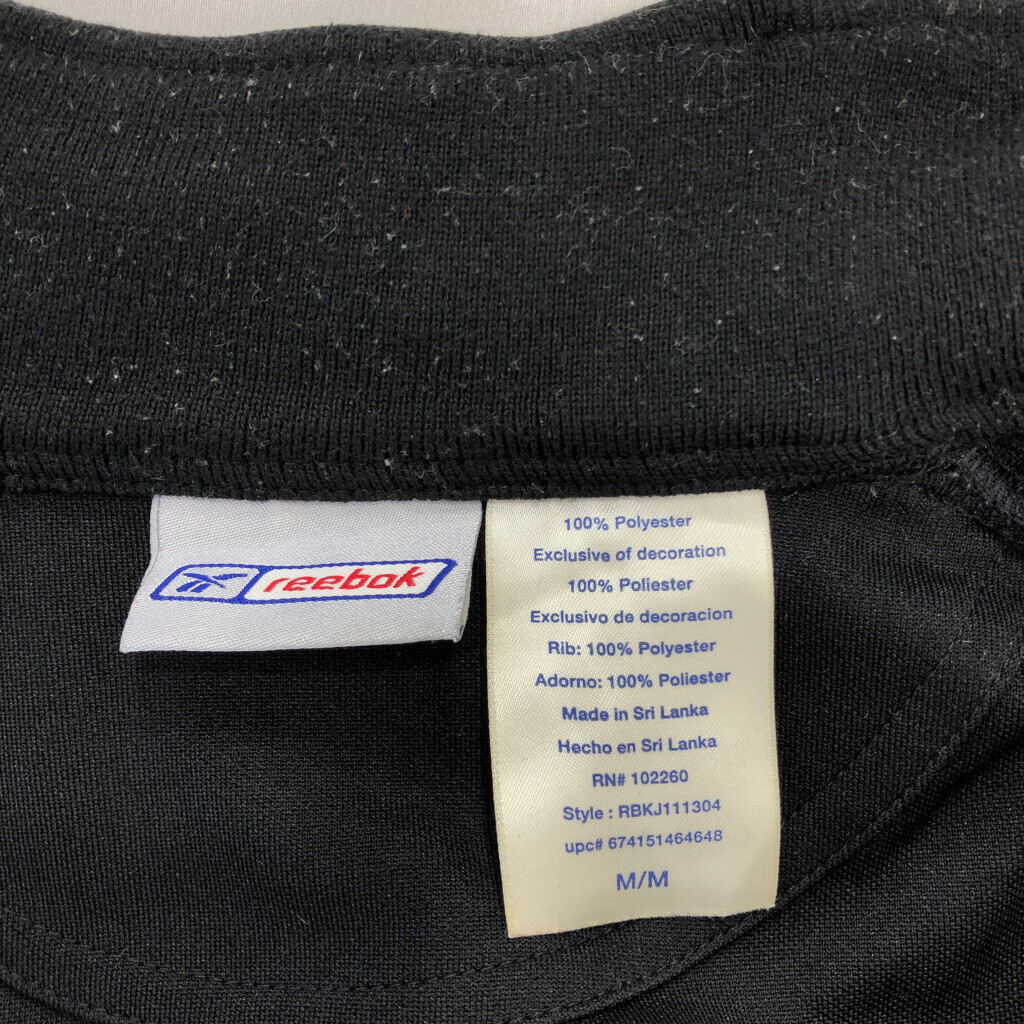 reebok
100% Polyester
Exclusive of decoration
100% Poliester
Exclusivo de decoracion
Rib: 100% Polyester
Adorno: 100% Poliester
Made in Sri Lanka
Hecho en Sri Lanka
RN# 102260
Style : RBKJ111304
upc# 674151464648
M/M